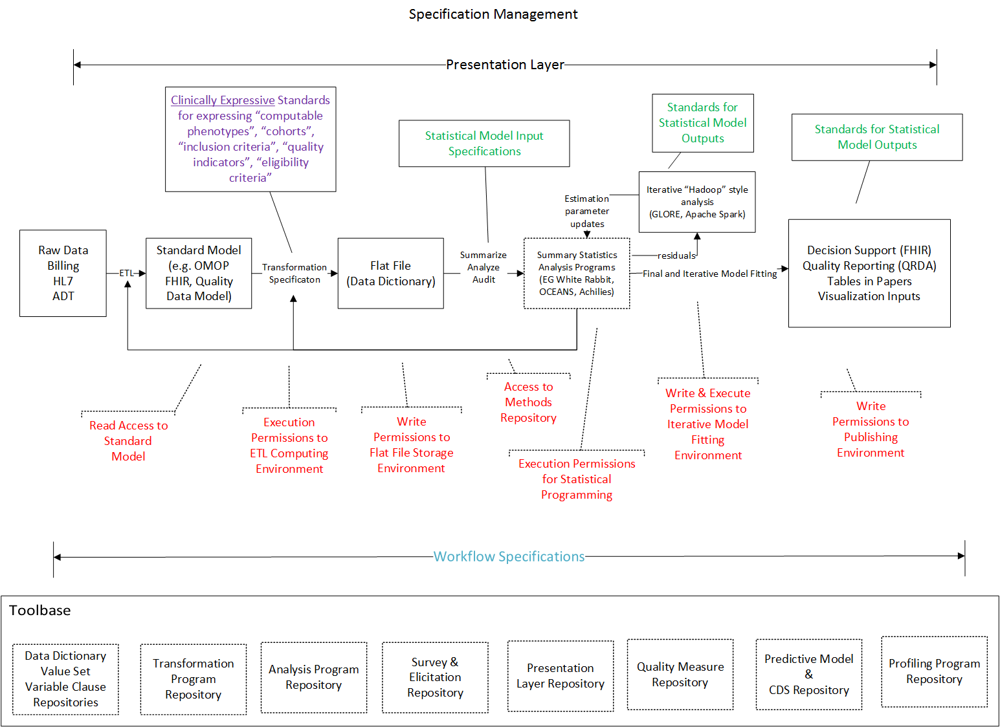 Specification Management
Presentation Layer
Clinically Expressive Standards
for expressing “computable
phenotypes”, “cohorts”,
“inclusion criteria”, “quality
indicators”, “eligibility
criteria”
Statistical Model Input
Specifications
Standards for
Statistical Model
Outputs
Standards for Statistical
Model Outputs
Iterative “Hadoop” style
analysis
(GLORE, Apache Spark)
Estimation
parameter
updates
Raw Data
Billing
HL7
ADT
ETL
Standard Model
(e.g. OMOP
FHIR, Quality
Data Model)
Transformation
Specificaton
Flat File
(Data Dictionary)
Summarize
Analyze
Audit
Summary Statistics
Analysis Programs
(EG White Rabbit,
OCEANS, Achilies)
residuals
Final and Iterative Model Fitting
Decision Support (FHIR)
Quality Reporting (QRDA)
Tables in Papers
Visualization Inputs
Read Access to
Standard
Model
Execution
Permissions to
ETL Computing
Environment
Write
Permissions to
Flat File Storage
Environment
Access to
Methods
Repository
Execution Permissions
for Statistical
Programming
Write & Execute
Permissions to
Iterative Model
Fitting
Environment
Write
Permissions to
Publishing
Environment
Workflow Specifications
Toolbase
Data Dictionary
Value Set
Variable Clause
Repositories
Transformation
Program
Repository
Analysis Program
Repository
Survey &
Elicitation
Repository
Presentation
Layer Repository
Quality Measure
Repository
Predictive Model
&
CDS Repository
Profiling Program
Repository